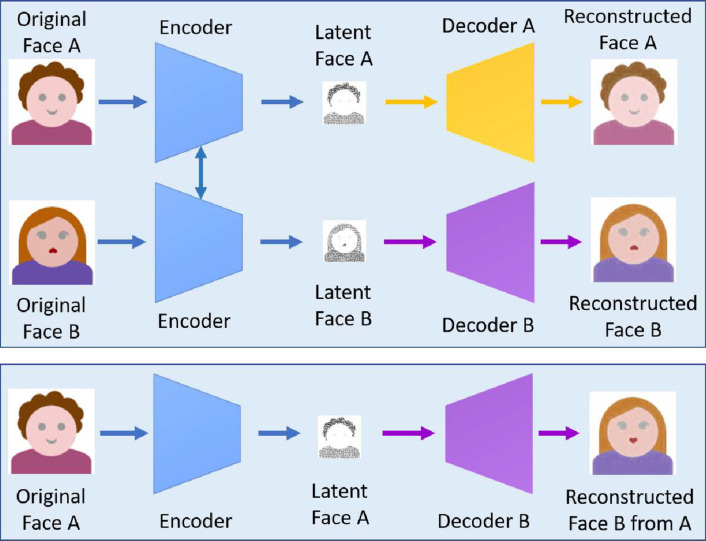 Original
Face A
Encoder
Latent
Face A
Decoder A
Reconstructed
Face A
Original
Face B
Encoder
Latent
Face B
Decoder B
Reconstructed
Face B
Original
Face A
Encoder
Latent
Face A
Decoder B
Reconstructed
Face B from A